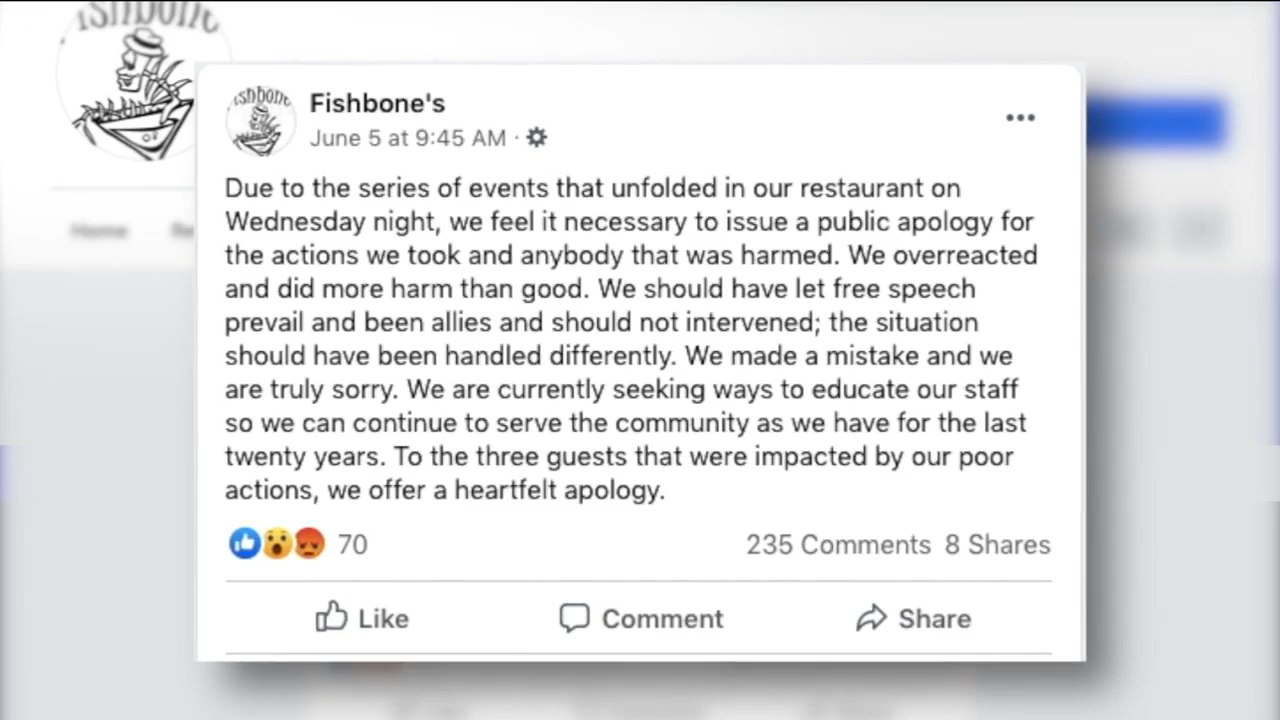 ishbone
Fishbone's
June 5 at 9:45 AM ·
Due to the series of events that unfolded in our restaurant on
Wednesday night, we feel it necessary to issue a public apology for
the actions we took and anybody that was harmed. We overreacted
and did more harm than good. We should have let free speech
prevail and been allies and should not intervened; the situation
should have been handled differently. We made a mistake and we
are truly sorry. We are currently seeking ways to educate our staff
so we can continue to serve the community as we have for the last
twenty years. To the three guests that were impacted by our poor
actions, we offer a heartfelt apology.
70
235 Comments 8 Shares
Like Comment Share
Home